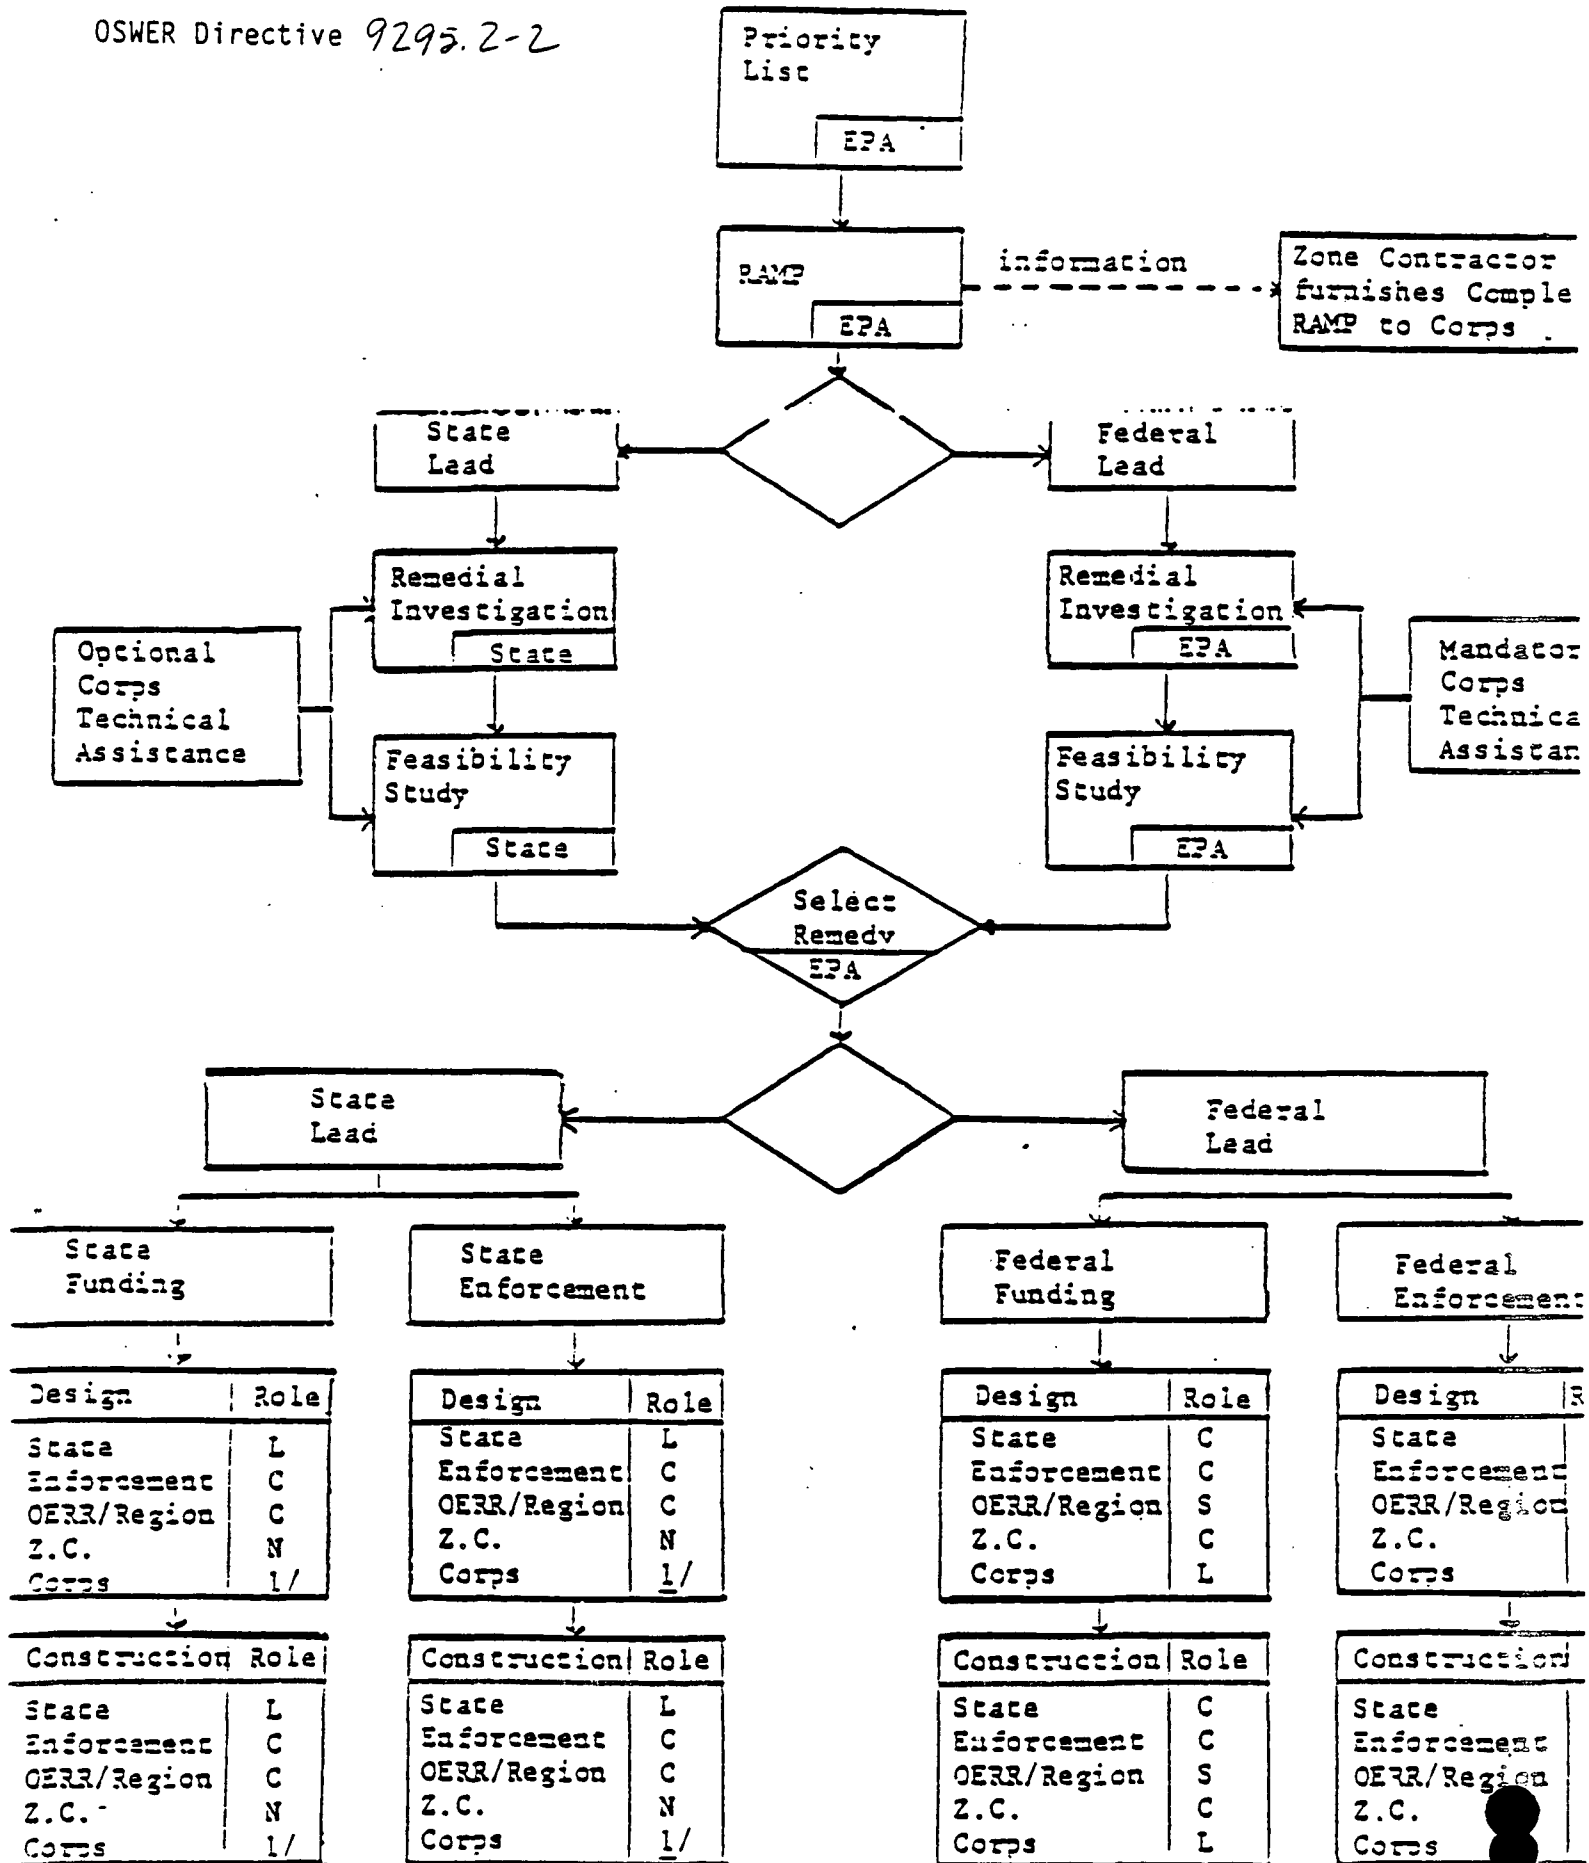 OSWER Directive 9295.2-2
Priority
List
EPA
RAMP
EPA
information
Zone Contractor
furnishes Comple
RAMP to Corps
State
Lead
Federal
Lead
Remedial
Investigation
State
Remedial
Investigation
EPA
Optional
Corps
Technical
Assistance
Mandator
Corps
Technica
Assistan
Feasibility
Study
State
Feasibility
Study
EPA
Select
Remedy
EPA
State
Lead
Federal
Lead
State
Funding
State
Enforcement
Federal
Funding
Federal
Enforcement
Design Role
State L
Enforcement C
OERR/Region C
Z.C. N
Corps 1/
Design Role
State L
Enforcement C
OERR/Region C
Z.C. N
Corps 1/
Design Role
State C
Enforcement C
OERR/Region S
Z.C. C
Corps L
Design R
State
Enforcement
OERR/Region
Z.C.
Corps
Construction Role
State L
Enforcement C
OERR/Region C
Z.C. N
Corps 1/
Construction Role
State L
Enforcement C
OERR/Region C
Z.C. N
Corps 1/
Construction Role
State C
Enforcement C
OERR/Region S
Z.C. C
Corps L
Construction
State
Enforcement
OERR/Region
Z.C.
Corps